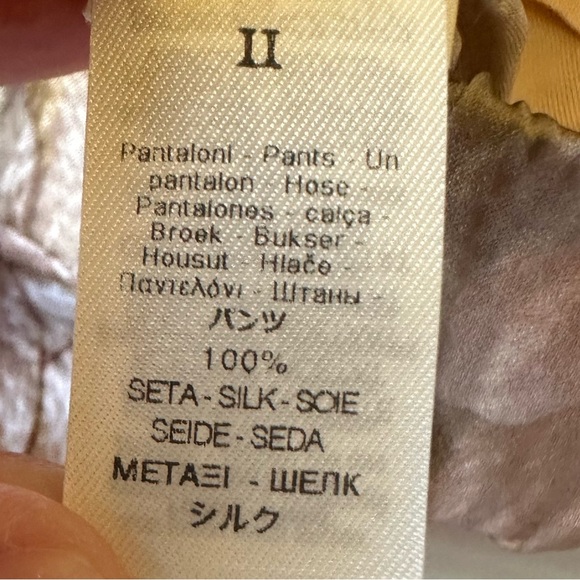 II
Pantaloni - Pants - Un
pantalon - Hose -
Pantalones - calça -
Broek - Bukser -
Housut - Hlače -
Παντελόνι - Штаны -
パンツ
100%
SETA - SILK - SOIE
SEIDE - SEDA
ΜΕΤΑΞΙ - ШЕЛК
シルク